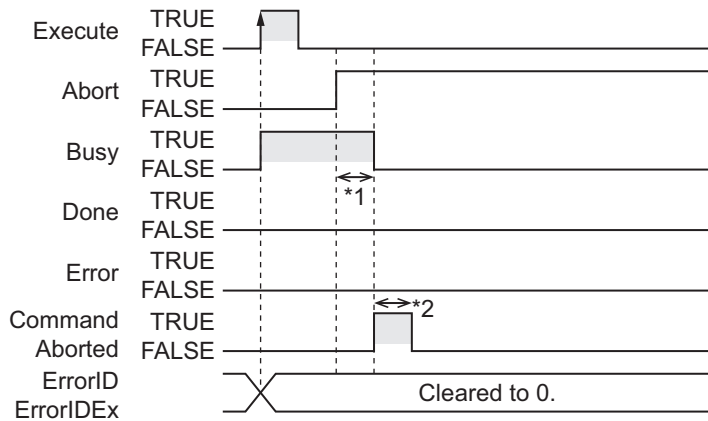 Execute TRUE
FALSE
Abort TRUE
FALSE
Busy TRUE
FALSE
*1
Done TRUE
FALSE
Error TRUE
FALSE
*2
Command TRUE
Aborted FALSE
ErrorID
Cleared to 0.
ErrorIDEx